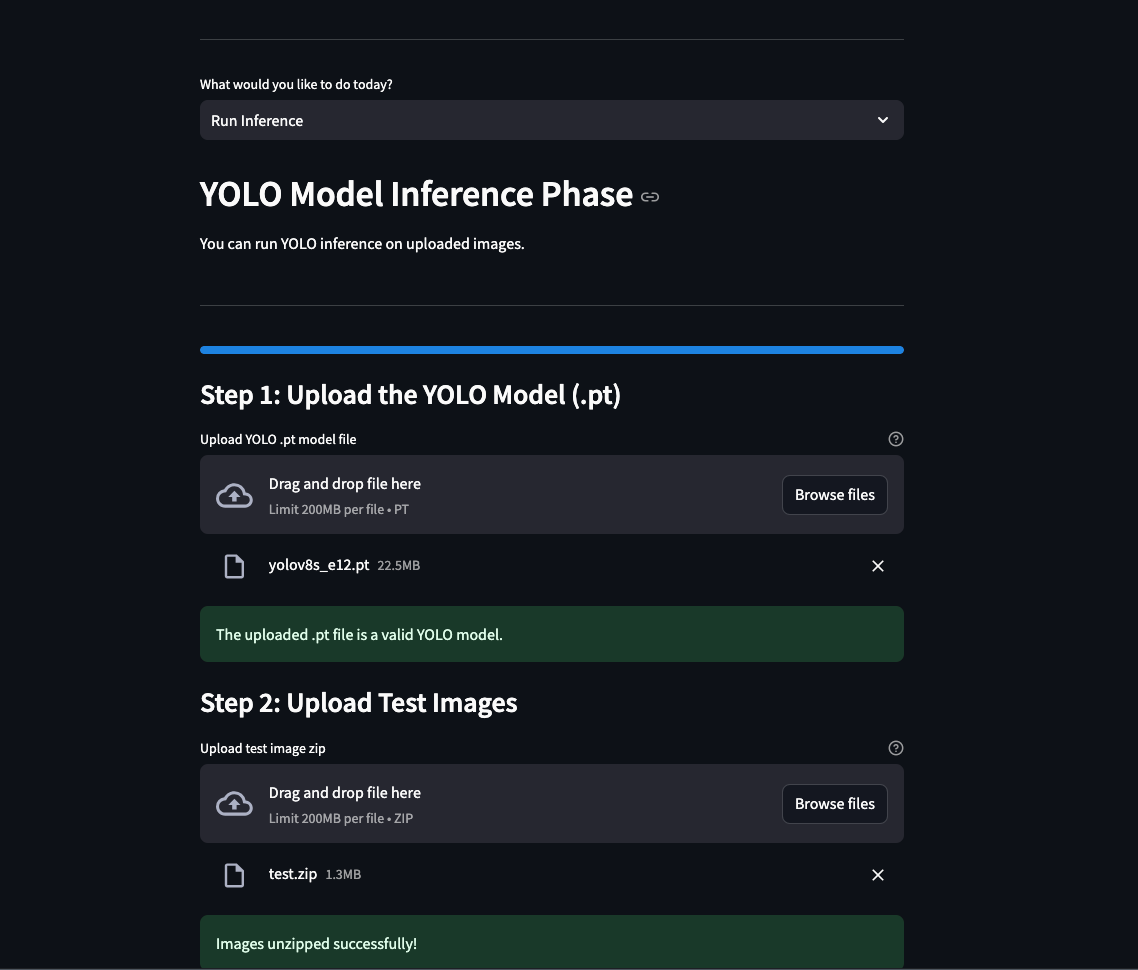 What would you like to do today?
Run Inference
YOLO Model Inference Phase
You can run YOLO inference on uploaded images.
Step 1: Upload the YOLO Model (.pt)
Upload YOLO .pt model file
Drag and drop file here
Limit 200MB per file • PT
Browse files
yolov8s_e12.pt 22.5MB
The uploaded .pt file is a valid YOLO model.
Step 2: Upload Test Images
Upload test image zip
Drag and drop file here
Limit 200MB per file • ZIP
Browse files
test.zip 1.3MB
Images unzipped successfully!